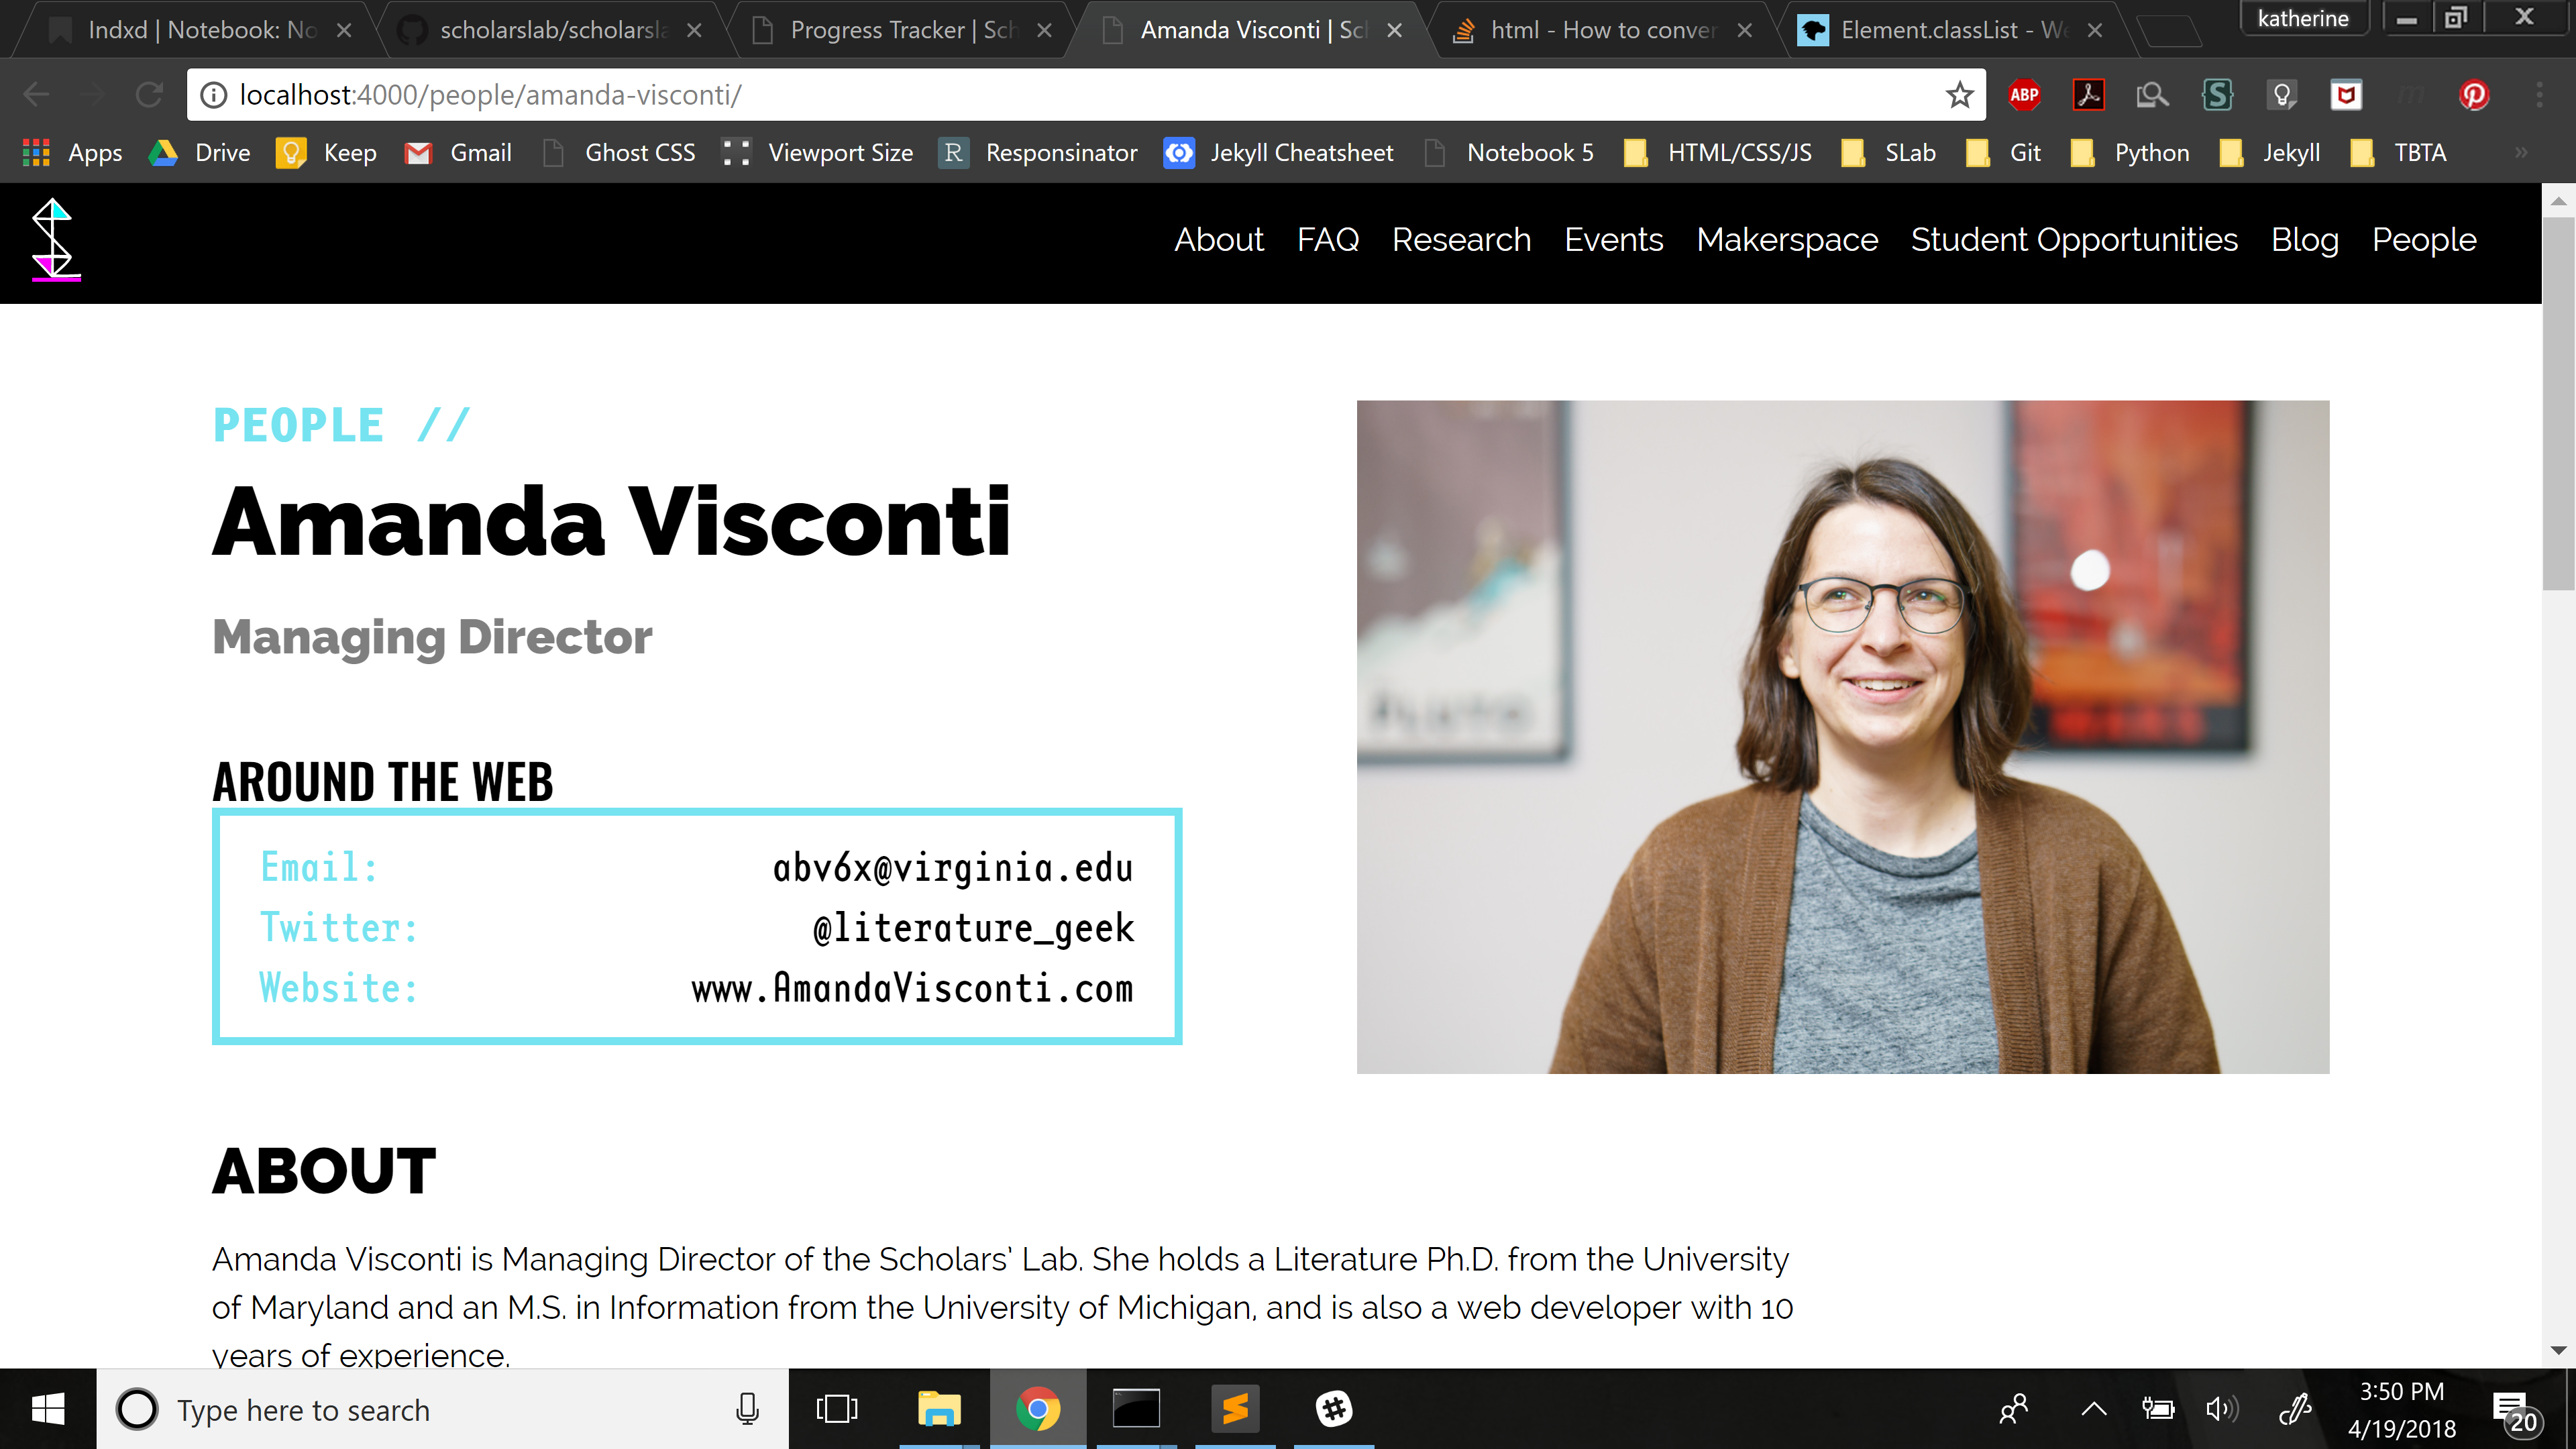 Indxd | Notebook: No
scholarslab/scholarsla
Progress Tracker | Sch
Amanda Visconti | Sch
html - How to conver
Element.classList - We
katherine
localhost:4000/people/amanda-visconti/
ABP
Apps
Drive
Keep
Gmail
Ghost CSS
Viewport Size
R
Responsinator
Jekyll Cheatsheet
Notebook 5
HTML/CSS/JS
SLab
Git
Python
Jekyll
TBTA
»
About
FAQ
Research
Events
Makerspace
Student Opportunities
Blog
People
PEOPLE //
Amanda Visconti
Managing Director
AROUND THE WEB
Email: abv6x@virginia.edu
Twitter: @literature_geek
Website: www.AmandaVisconti.com
PLUTO
MARS
ABOUT
Amanda Visconti is Managing Director of the Scholars’ Lab. She holds a Literature Ph.D. from the University
of Maryland and an M.S. in Information from the University of Michigan, and is also a web developer with 10
years of experience.
Type here to search
3:50 PM
4/19/2018
20